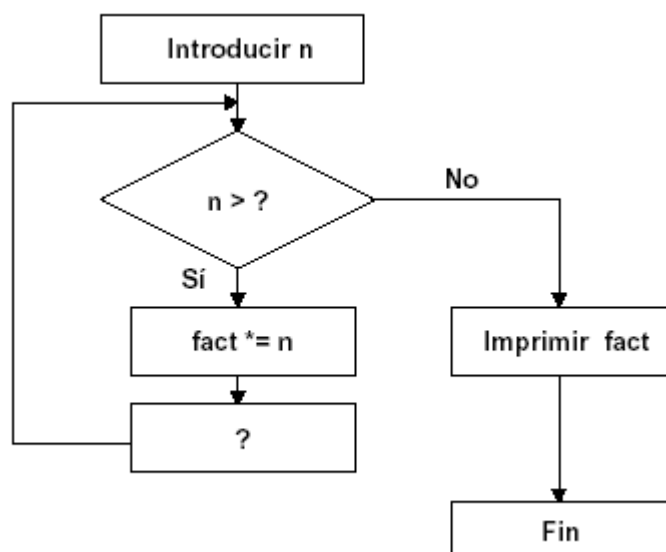 Introducir n
n > ?
No
Sí
fact *= n
Imprimir fact
?
Fin